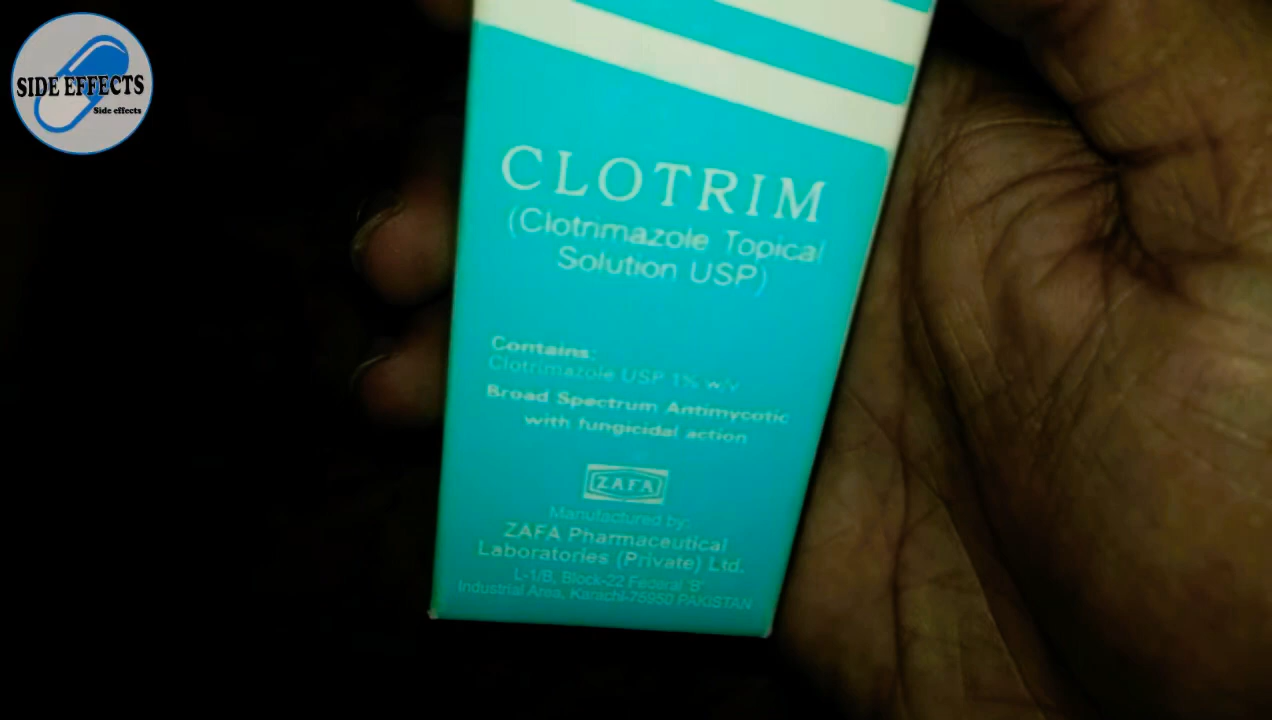 SIDE EFFECTS
Side effects
CLOTRIM
(Clotrimazole Topical
Solution USP)
Contains:
Clotrimazole USP 1% w/v
Broad Spectrum Antimycotic
with fungicidal action
ZAFA
Manufactured by:
ZAFA Pharmaceutical
Laboratories (Private) Ltd.
L-1/B, Block-22 Federal 'B'
Industrial Area, Karachi-75950 PAKISTAN